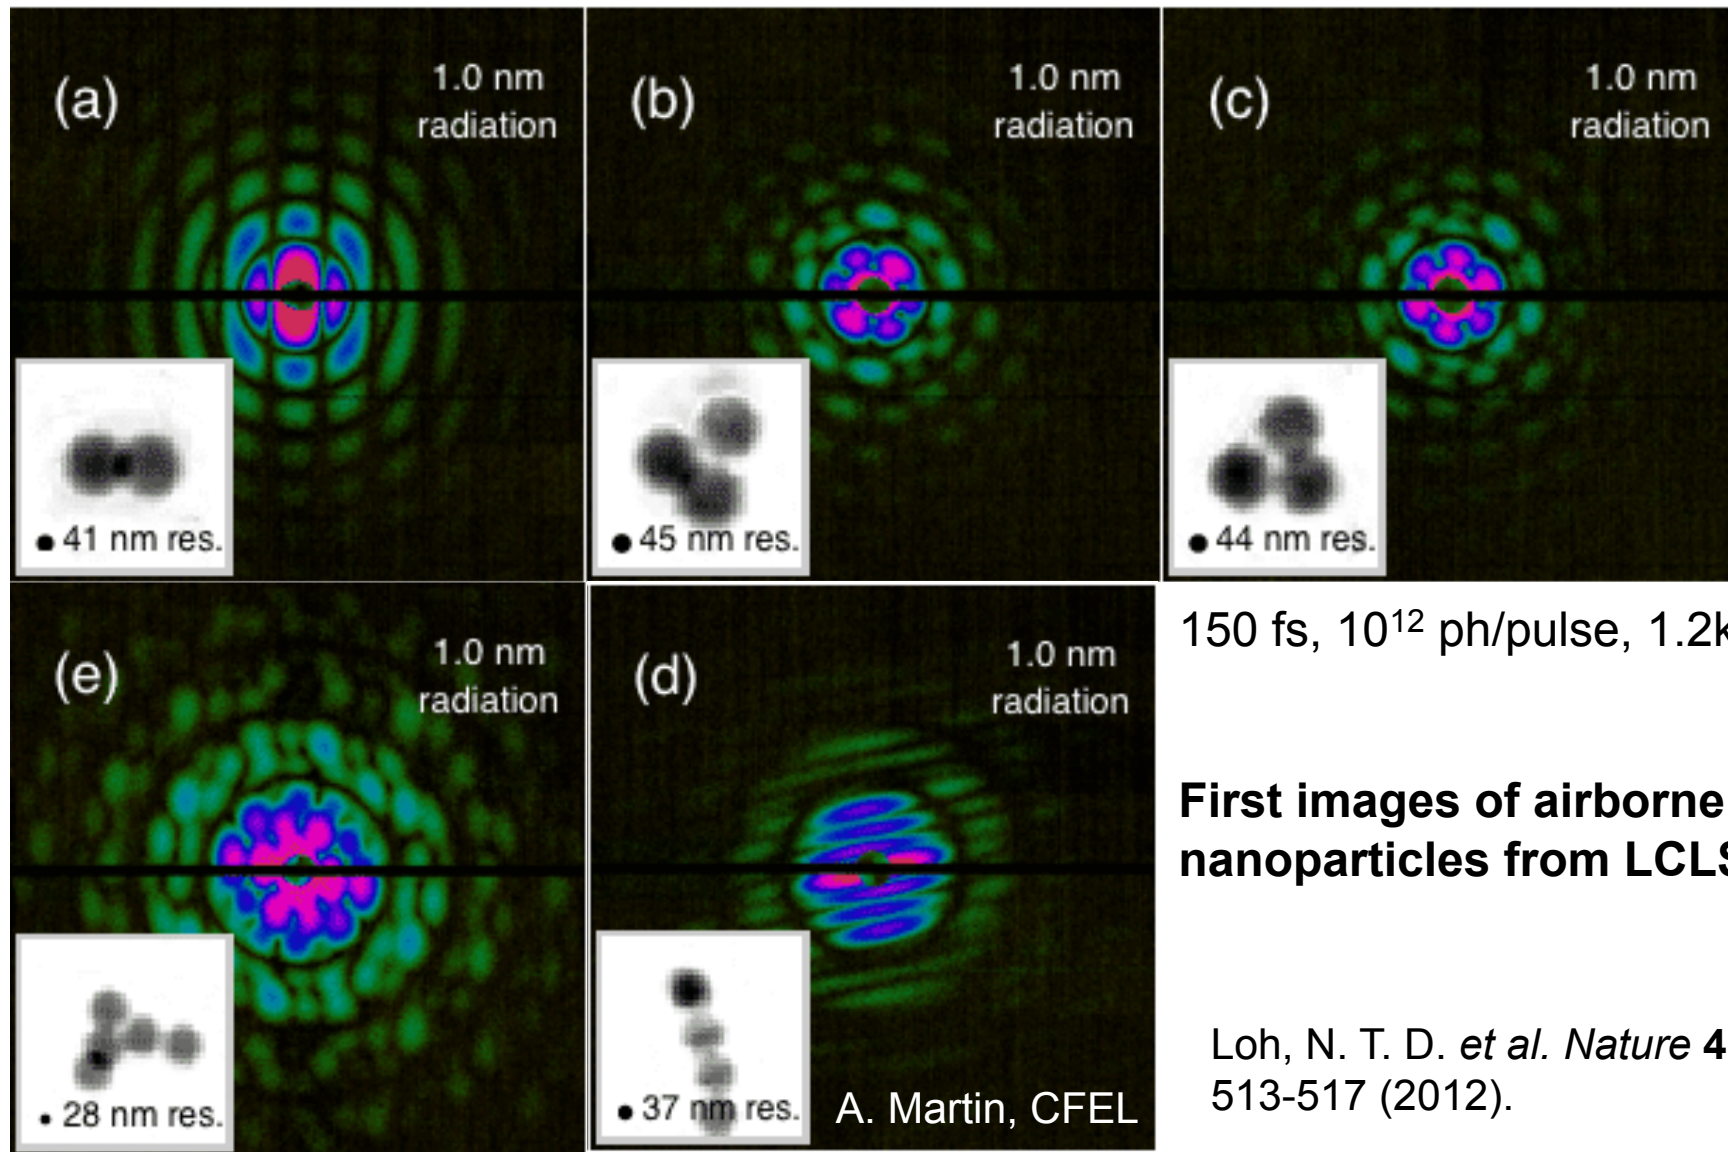 (a)
1.0 nm
radiation
41 nm res.
(b)
1.0 nm
radiation
45 nm res.
(c)
1.0 nm
radiation
44 nm res.
(e)
1.0 nm
radiation
28 nm res.
(d)
1.0 nm
radiation
37 nm res.
A. Martin, CFEL
150 fs, 10¹² ph/pulse, 1.2k
First images of airborne
nanoparticles from LCLS
Loh, N. T. D. et al. Nature 4
513-517 (2012).